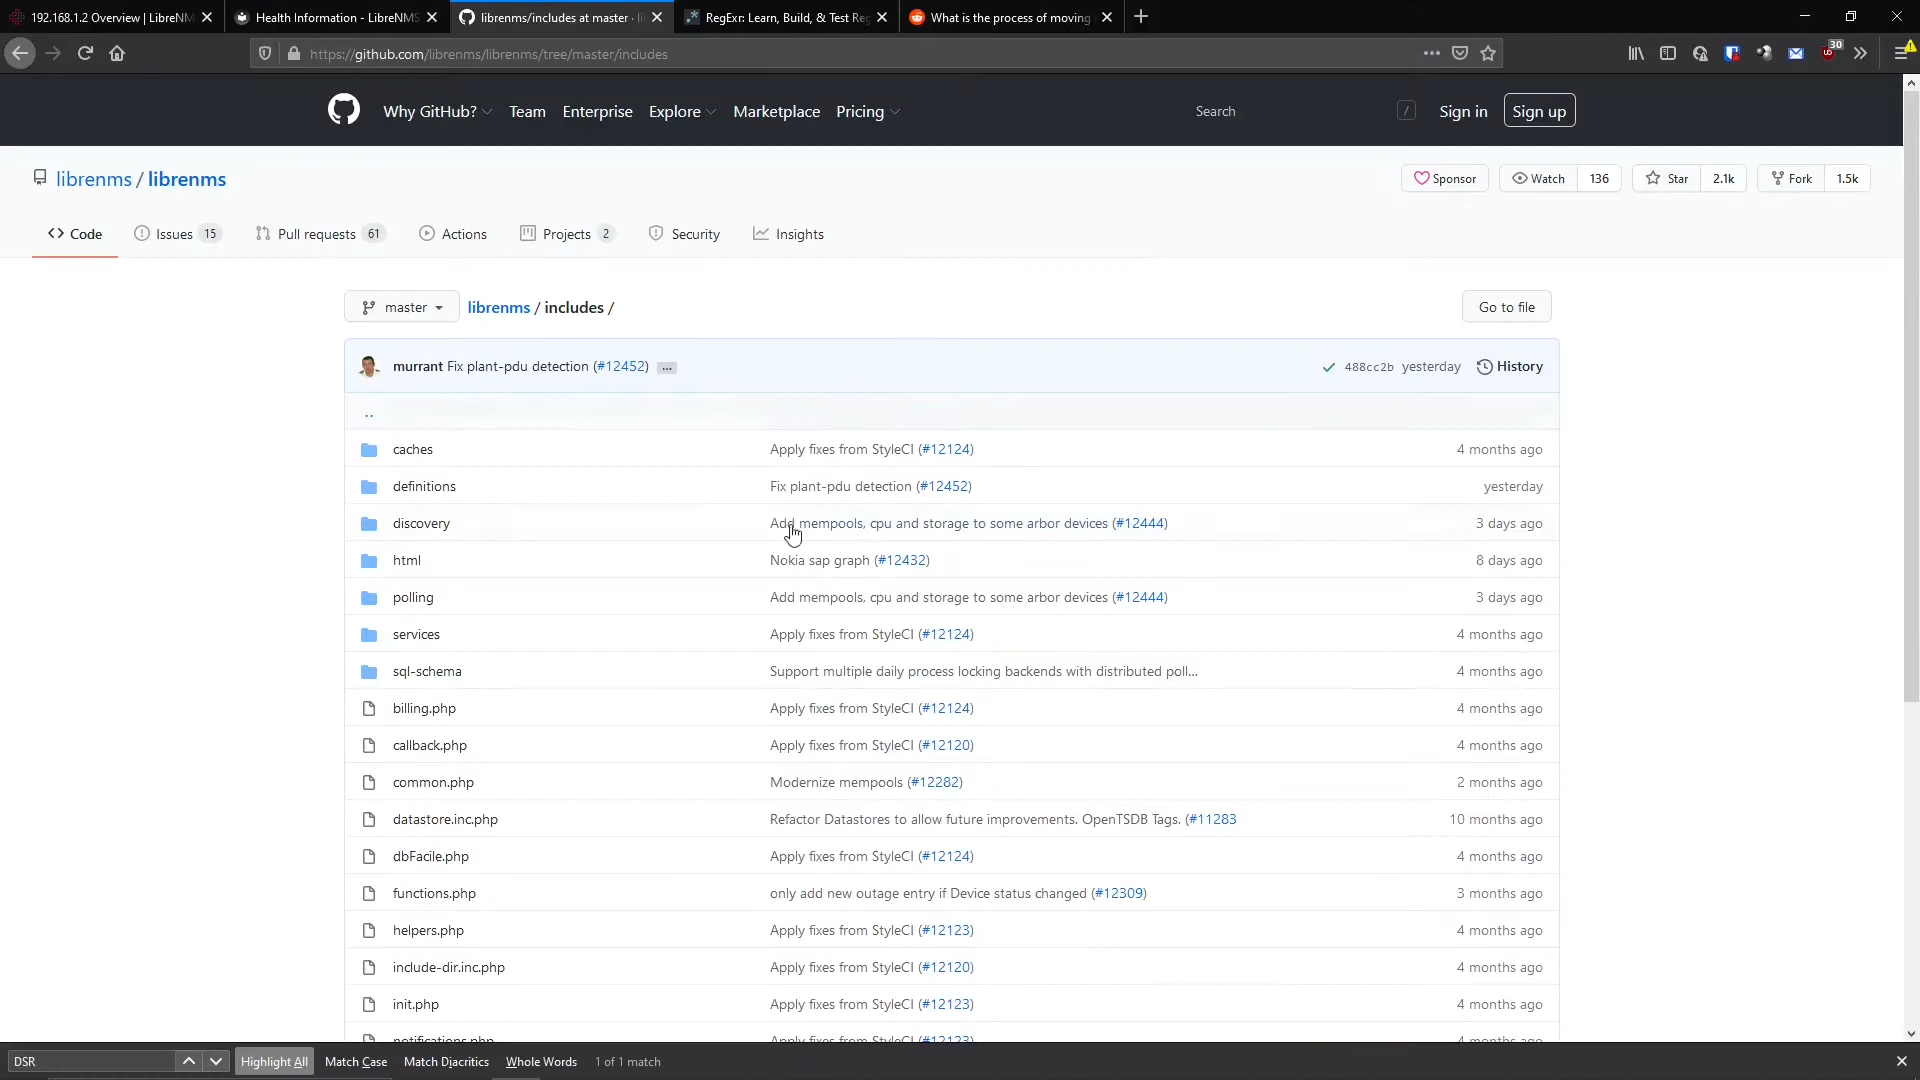 192.168.1.2 Overview | LibreNM
Health Information - LibreNMS
librenms/includes at master · li
RegExr: Learn, Build, & Test Reg
What is the process of moving
https://github.com/librenms/librenms/tree/master/includes
30
Why GitHub? Team Enterprise Explore Marketplace Pricing Search / Sign in Sign up
librenms / librenms
Sponsor Watch 136 Star 2.1k Fork 1.5k
Code Issues 15 Pull requests 61 Actions Projects 2 Security Insights
master librenms / includes / Go to file
murrant Fix plant-pdu detection (#12452) ... 488cc2b yesterday History
..
caches Apply fixes from StyleCI (#12124) 4 months ago
definitions Fix plant-pdu detection (#12452) yesterday
discovery Add mempools, cpu and storage to some arbor devices (#12444) 3 days ago
html Nokia sap graph (#12432) 8 days ago
polling Add mempools, cpu and storage to some arbor devices (#12444) 3 days ago
services Apply fixes from StyleCI (#12124) 4 months ago
sql-schema Support multiple daily process locking backends with distributed poll... 4 months ago
billing.php Apply fixes from StyleCI (#12124) 4 months ago
callback.php Apply fixes from StyleCI (#12120) 4 months ago
common.php Modernize mempools (#12282) 2 months ago
datastore.inc.php Refactor Datastores to allow future improvements. OpenTSDB Tags. (#11283 10 months ago
dbFacile.php Apply fixes from StyleCI (#12124) 4 months ago
functions.php only add new outage entry if Device status changed (#12309) 3 months ago
helpers.php Apply fixes from StyleCI (#12123) 4 months ago
include-dir.inc.php Apply fixes from StyleCI (#12120) 4 months ago
init.php Apply fixes from StyleCI (#12123) 4 months ago
notifications.php Apply fixes from StyleCI (#12123) 4 months ago
DSR Highlight All Match Case Match Diacritics Whole Words 1 of 1 match